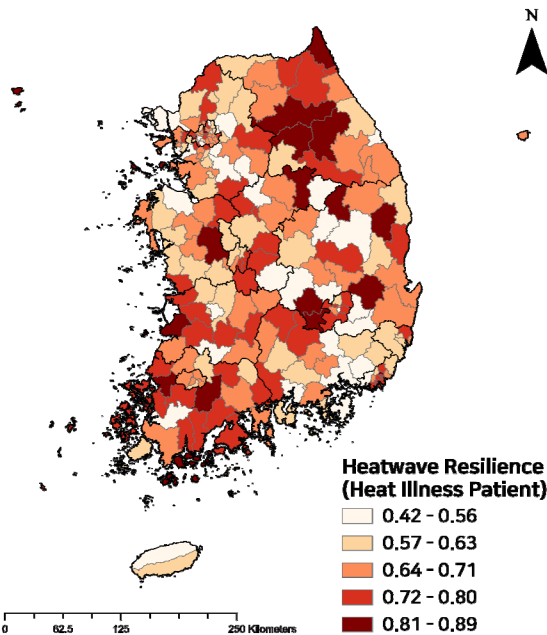 N
Heatwave Resilience
(Heat Illness Patient)
0.42 - 0.56
0.57 - 0.63
0.64 - 0.71
0.72 - 0.80
0.81 - 0.89
0 62.5 125 250 Kilometers